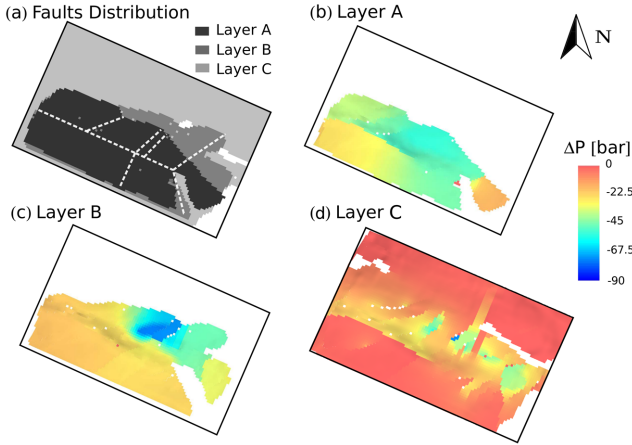 (a) Faults Distribution
Layer A
Layer B
Layer C
(b) Layer A
N
ΔP [bar]
0
-22.5
-45
-67.5
-90
(c) Layer B
(d) Layer C